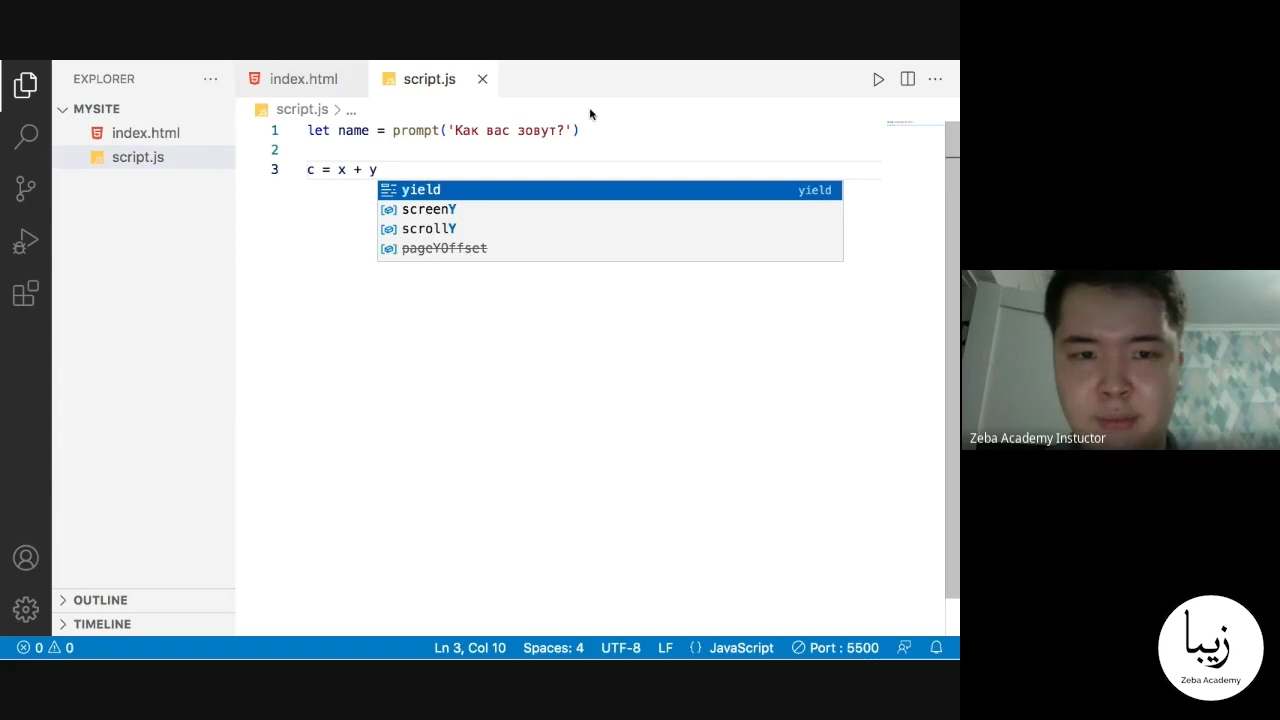 EXPLORER
MYSITE
index.html
script.js
OUTLINE
TIMELINE
index.html
script.js
script.js > ...
1 let name = prompt('Как вас зовут?')
2
3 c = x + y
yield yield
screenY
scrollY
pageYOffset
0 0
Ln 3, Col 10 Spaces: 4 UTF-8 LF {} JavaScript Port : 5500
Zeba Academy Instuctor
زيبا
Zeba Academy